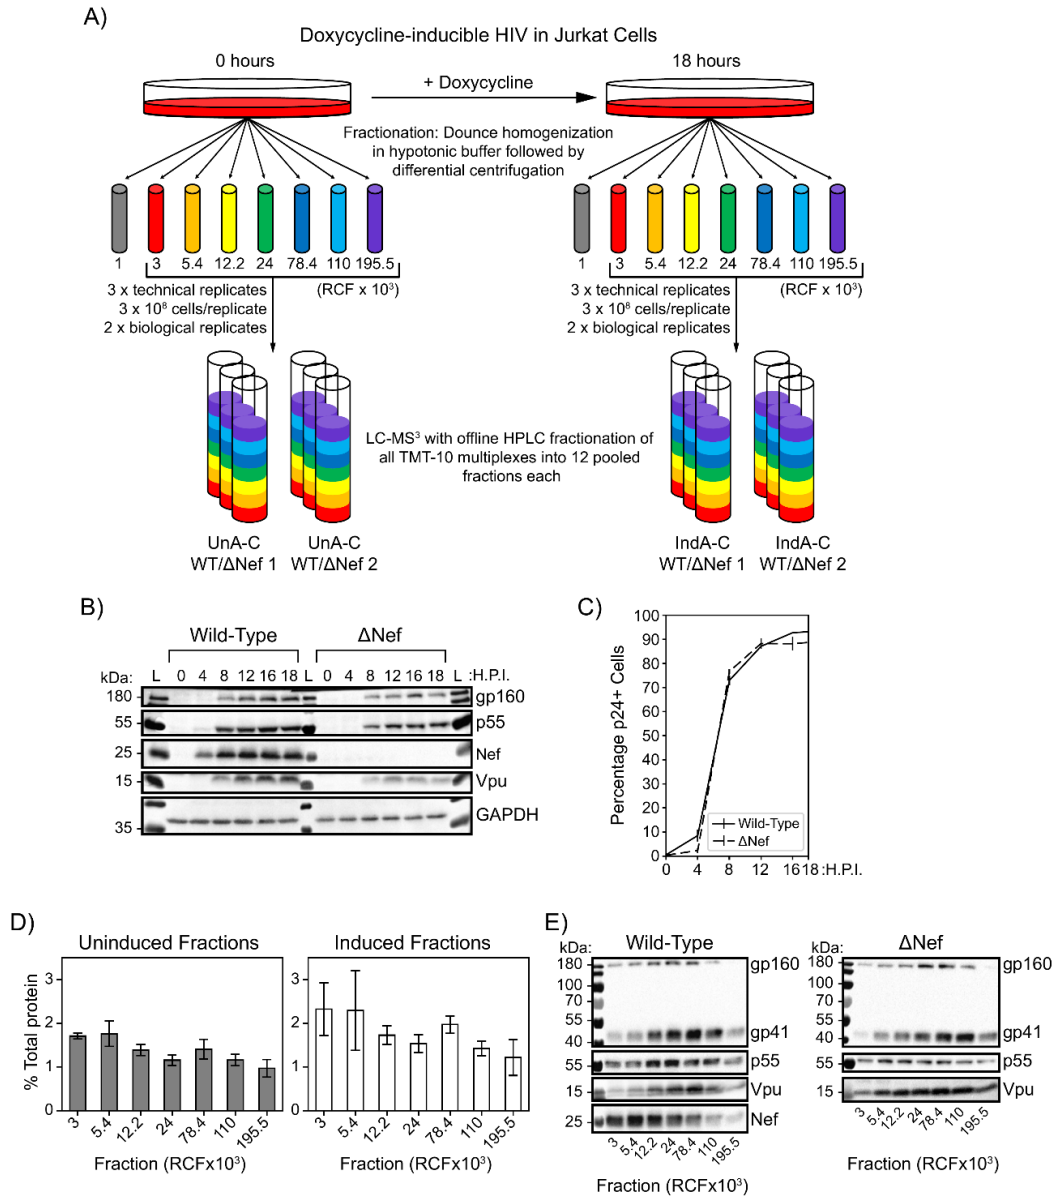 A)
Doxycycline-inducible HIV in Jurkat Cells
0 hours
+ Doxycycline
18 hours
Fractionation: Dounce homogenization
in hypotonic buffer followed by
differential centrifugation
1 3 5.4 12.2 24 78.4 110 195.5
1 3 5.4 12.2 24 78.4 110 195.5
3 x technical replicates
3 x 10⁸ cells/replicate
2 x biological replicates
(RCF x 10³)
3 x technical replicates
3 x 10⁸ cells/replicate
2 x biological replicates
(RCF x 10³)
LC-MS³ with offline HPLC fractionation of
all TMT-10 multiplexes into 12 pooled
fractions each
UnA-C
WT/ΔNef 1
UnA-C
WT/ΔNef 2
IndA-C
WT/ΔNef 1
IndA-C
WT/ΔNef 2
B)
Wild-Type
ΔNef
kDa: L 0 4 8 12 16 18 L 0 4 8 12 16 18 L :H.P.I.
180 gp160
55 p55
25 Nef
15 Vpu
35 GAPDH
C)
Percentage p24+ Cells
100
90
80
70
60
50
40
30
20
10
0
Wild-Type
ΔNef
0 4 8 12 16 18 :H.P.I.
D)
Uninduced Fractions
Induced Fractions
% Total protein
3
2
1
0
3
2
1
0
3 5.4 12.2 24 78.4 110 195.5
3 5.4 12.2 24 78.4 110 195.5
Fraction (RCFx10³)
Fraction (RCFx10³)
E)
Wild-Type
kDa:
180 gp160
100
70
55
40 gp41
55 p55
15 Vpu
25 Nef
3 5.4 12.2 24 78.4 110 195.5
Fraction (RCFx10³)
ΔNef
kDa:
180 gp160
100
70
55
40 gp41
55 p55
15 Vpu
3 5.4 12.2 24 78.4 110 195.5
Fraction (RCFx10³)